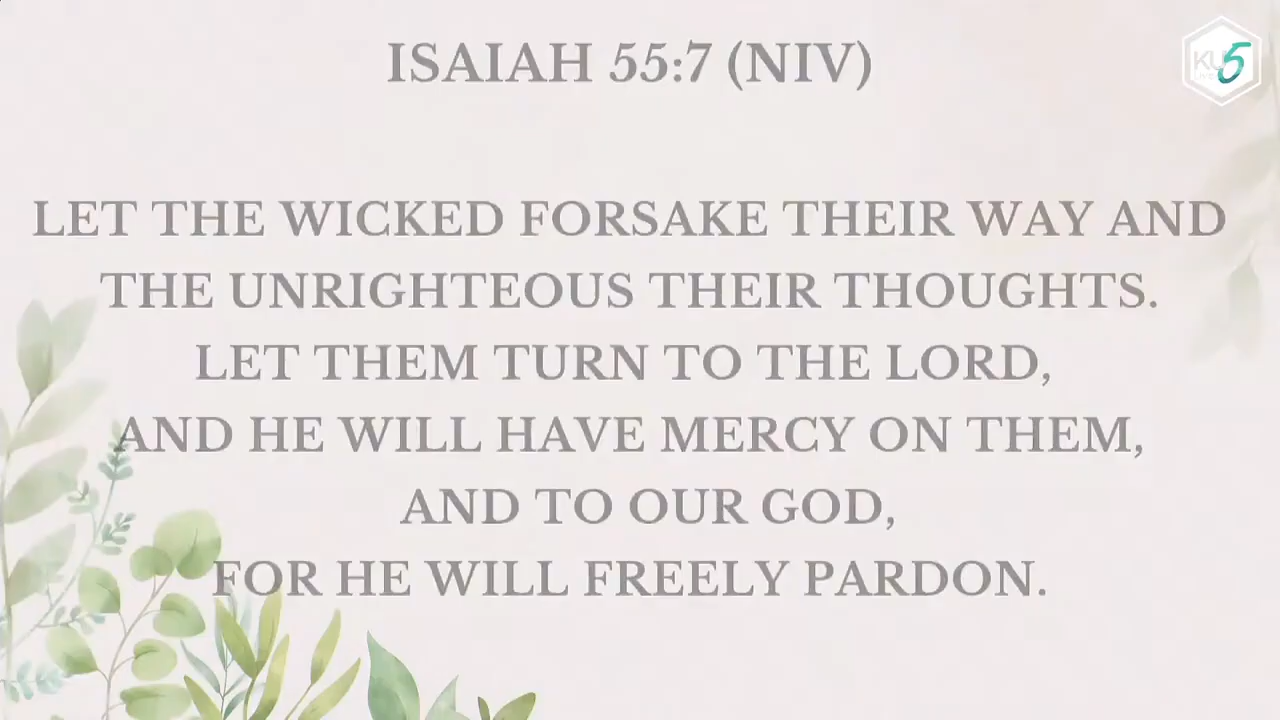 ISAIAH 55:7 (NIV)
KU5
LET THE WICKED FORSAKE THEIR WAY AND
THE UNRIGHTEOUS THEIR THOUGHTS.
LET THEM TURN TO THE LORD,
AND HE WILL HAVE MERCY ON THEM,
AND TO OUR GOD,
FOR HE WILL FREELY PARDON.